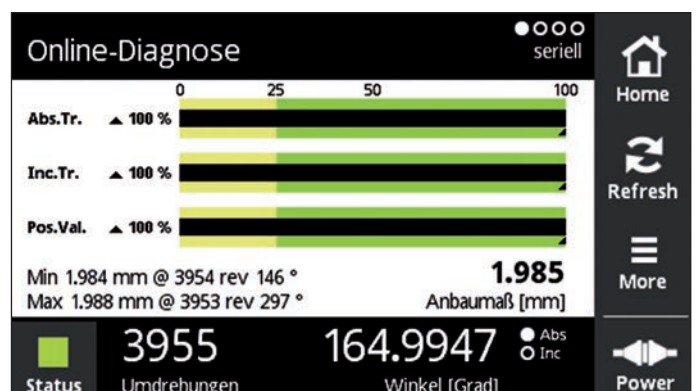 Online-Diagnose
seriell
0 25 50 100
Abs.Tr. ▲ 100 %
Inc.Tr. ▲ 100 %
Pos.Val. ▲ 100 %
Min 1.984 mm @ 3954 rev 146 °
Max 1.988 mm @ 3953 rev 297 °
1.985
Anbaumaß [mm]
Status
3955
Umdrehungen
164.9947
Winkel [Grad]
Abs
Inc
Home
Refresh
More
Power